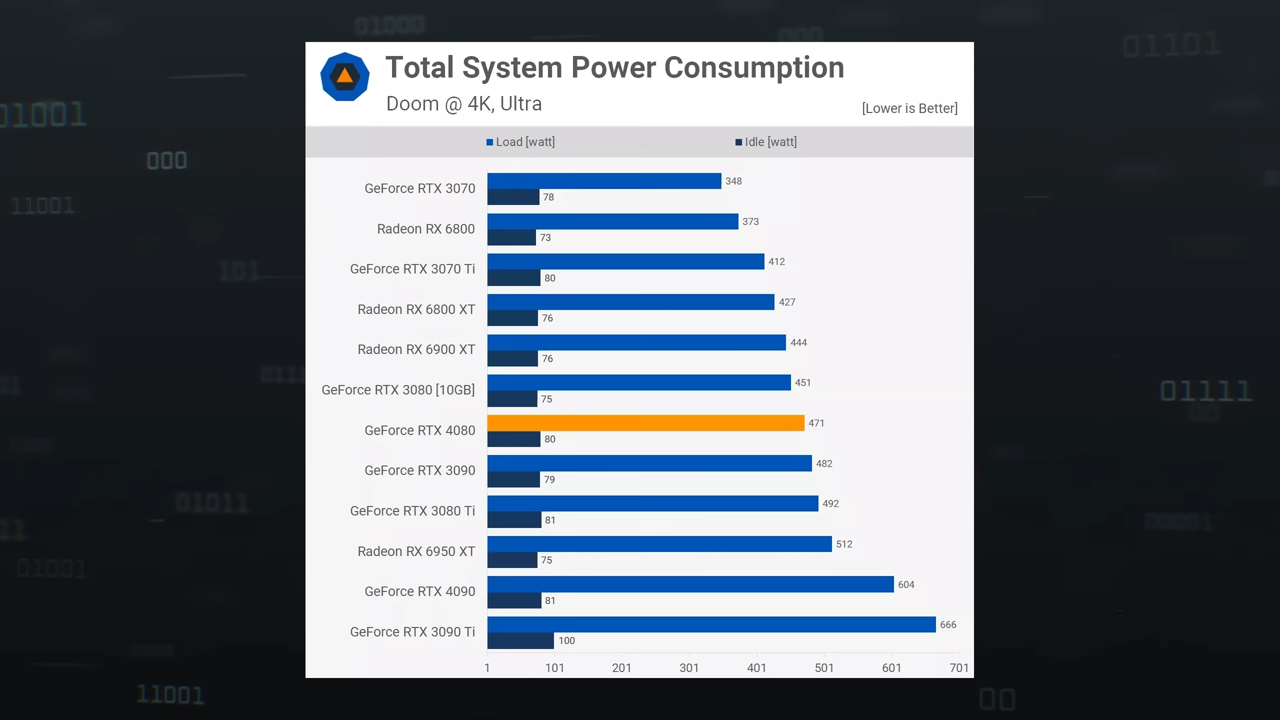 01000
000
01101
01001
000
11001
101
Total System Power Consumption
Doom @ 4K, Ultra
[Lower is Better]
Load [watt] Idle [watt]
GeForce RTX 3070 348
78
Radeon RX 6800 373
73
GeForce RTX 3070 Ti 412
80
Radeon RX 6800 XT 427
76
Radeon RX 6900 XT 444
76
GeForce RTX 3080 [10GB] 451
75
GeForce RTX 4080 471
80
GeForce RTX 3090 482
79
GeForce RTX 3080 Ti 492
81
Radeon RX 6950 XT 512
75
GeForce RTX 4090 604
81
GeForce RTX 3090 Ti 666
100
1 101 201 301 401 501 601 701
01111
00
01011
01001
11001
00